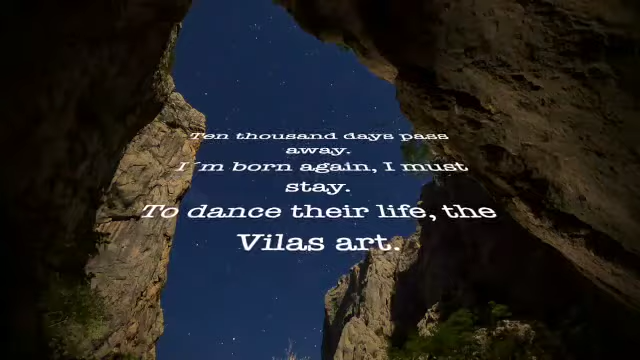 Ten thousand days pass
away.
I´m born again, I must
stay.
To dance their life, the
Vilas art.